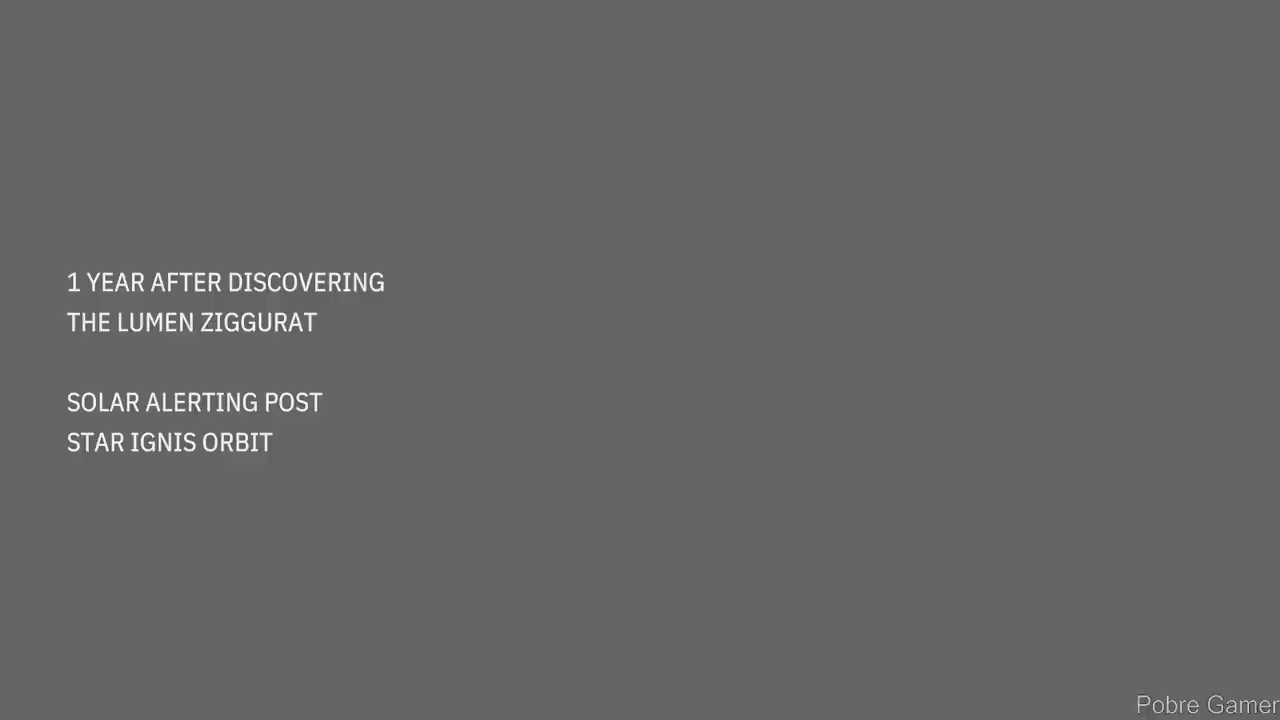 1 YEAR AFTER DISCOVERING
THE LUMEN ZIGGURAT
SOLAR ALERTING POST
STAR IGNIS ORBIT
Pobre Gamer